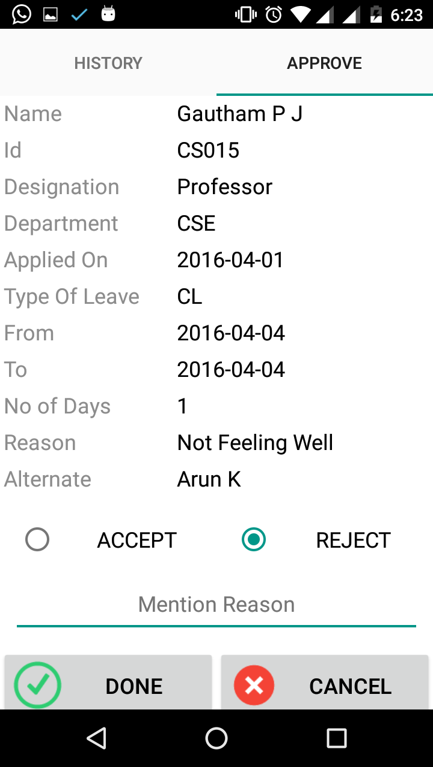 6:23
HISTORY APPROVE
Name Gautham P J
Id CS015
Designation Professor
Department CSE
Applied On 2016-04-01
Type Of Leave CL
From 2016-04-04
To 2016-04-04
No of Days 1
Reason Not Feeling Well
Alternate Arun K
ACCEPT REJECT
Mention Reason
DONE CANCEL